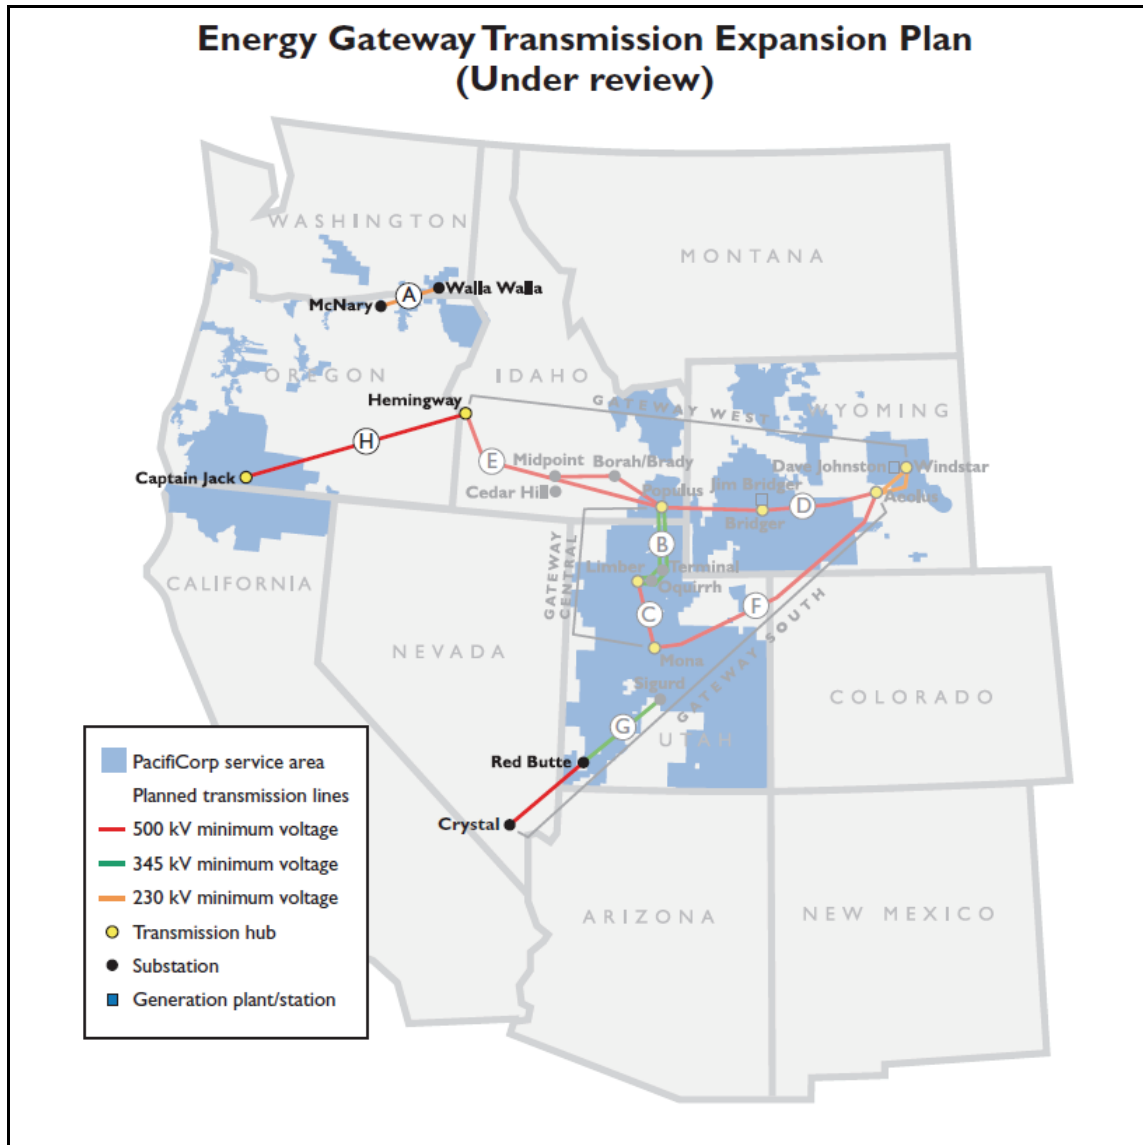 Energy Gateway Transmission Expansion Plan
(Under review)
WASHINGTON
MONTANA
A
Walla Walla
McNary
OREGON
IDAHO
Hemingway
GATEWAY WEST
WYOMING
H
E
Midpoint
Borah/Brady
Dave Johnston
Windstar
Captain Jack
Cedar Hill
Populus
Jim Bridger
Aeolus
D
Bridger
B
GATEWAY
CENTRAL
Limber
Terminal
Oquirrh
CALIFORNIA
C
F
GATEWAY SOUTH
NEVADA
Mona
Sigurd
COLORADO
G
UTAH
Red Butte
Crystal
PacifiCorp service area
Planned transmission lines
500 kV minimum voltage
345 kV minimum voltage
230 kV minimum voltage
Transmission hub
Substation
Generation plant/station
ARIZONA
NEW MEXICO